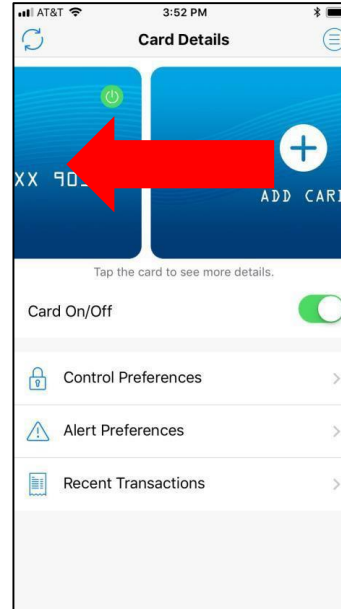 AT&T 3:52 PM
Card Details
XX 90
ADD CARD
Tap the card to see more details.
Card On/Off
Control Preferences
Alert Preferences
Recent Transactions